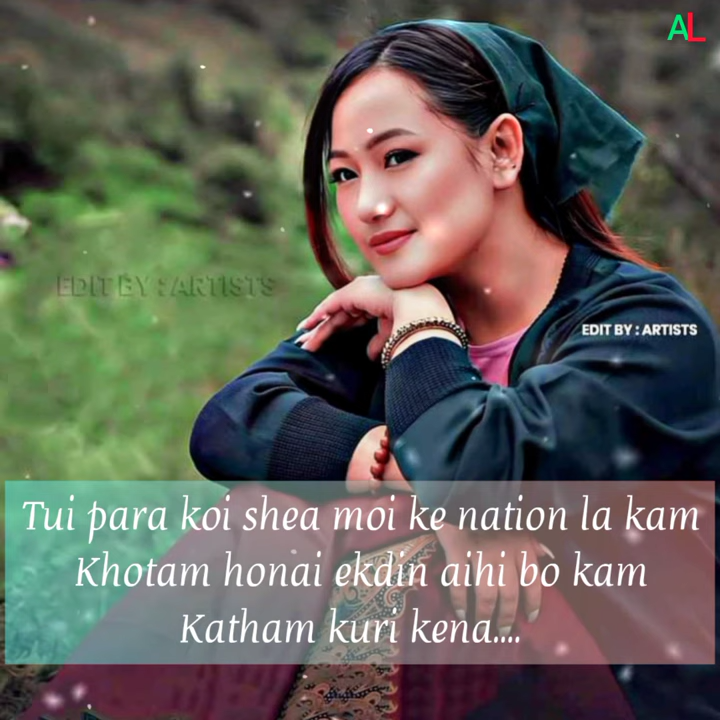 AL
EDIT BY : ARTISTS
EDIT BY : ARTISTS
Tui para koi shea moi ke nation la kam
Khotam honai ekdin aihi bo kam
Katham kuri kena....